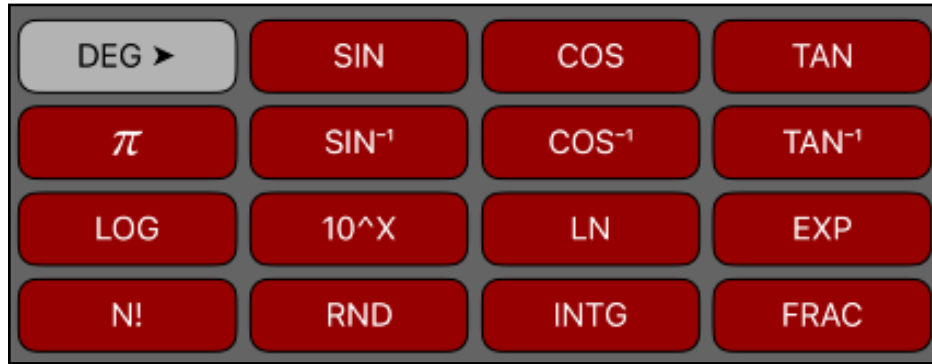 DEG ➤ SIN COS TAN
π SIN⁻¹ COS⁻¹ TAN⁻¹
LOG 10^X LN EXP
N! RND INTG FRAC